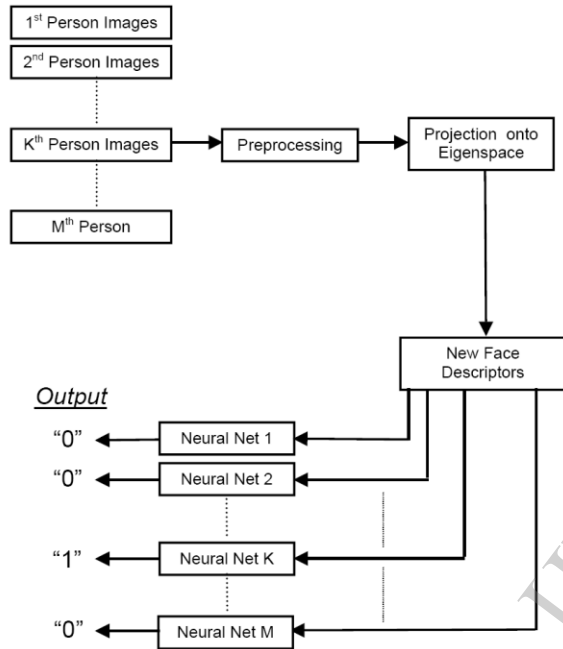 1st Person Images
2nd Person Images
Kth Person Images
Preprocessing
Projection onto
Eigenspace
Mth Person
New Face
Descriptors
Output
“0”
Neural Net 1
“0”
Neural Net 2
“1”
Neural Net K
“0”
Neural Net M